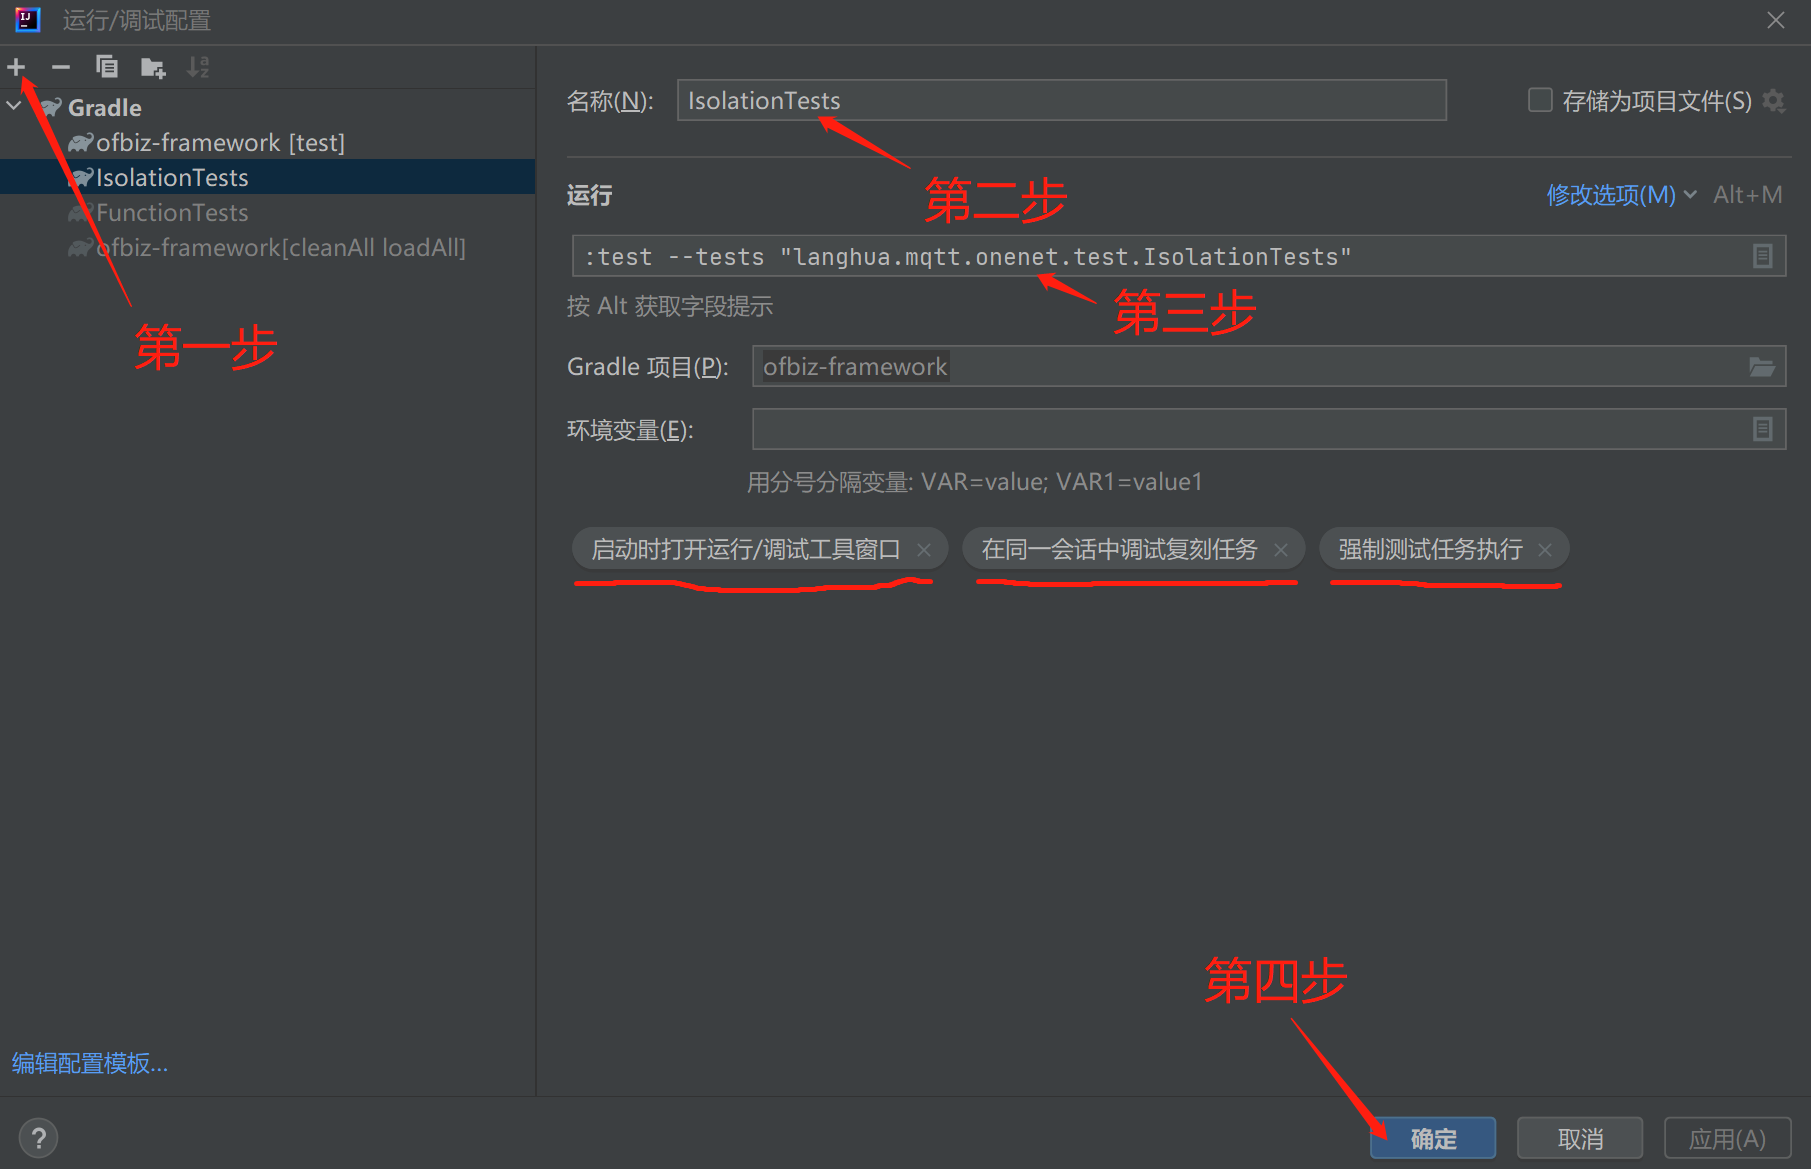 运行/调试配置
Gradle
ofbiz-framework [test]
IsolationTests
FunctionTests
ofbiz-framework[cleanAll loadAll]
第一步
编辑配置模板...
名称(N):
IsolationTests
存储为项目文件(S)
第二步
运行
修改选项(M)
Alt+M
:test --tests "langhua.mqtt.onenet.test.IsolationTests"
按 Alt 获取字段提示
第三步
Gradle 项目(P):
ofbiz-framework
环境变量(E):
用分号分隔变量: VAR=value; VAR1=value1
启动时打开运行/调试工具窗口 ×
在同一会话中调试复刻任务 ×
强制测试任务执行 ×
第四步
?
确定
取消
应用(A)